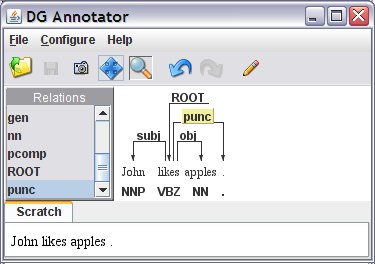 DG Annotator
File Configure Help
Relations
gen
nn
pcomp
ROOT
punc
ROOT
punc
subj obj
John likes apples .
NNP VBZ NN .
Scratch
John likes apples .